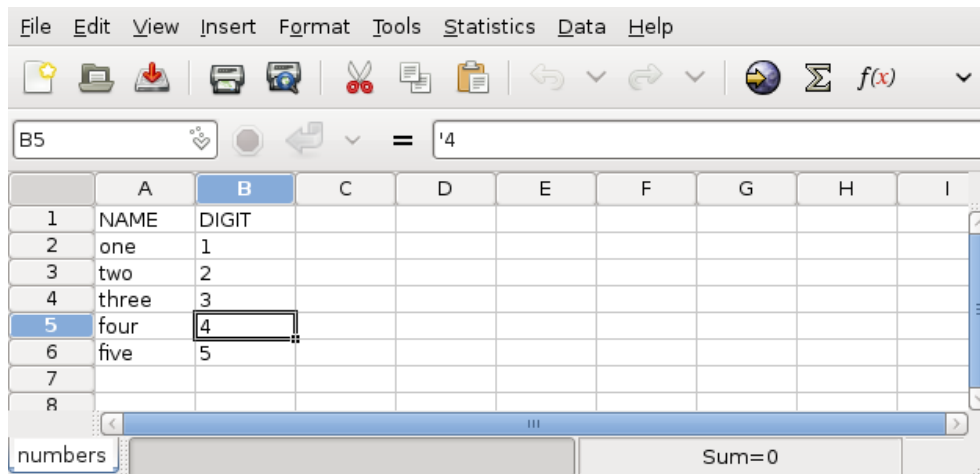 File Edit View Insert Format Tools Statistics Data Help
f(x)
B5 = '4
A B C D E F G H I
1 NAME DIGIT
2 one 1
3 two 2
4 three 3
5 four 4
6 five 5
7
8
numbers Sum=0